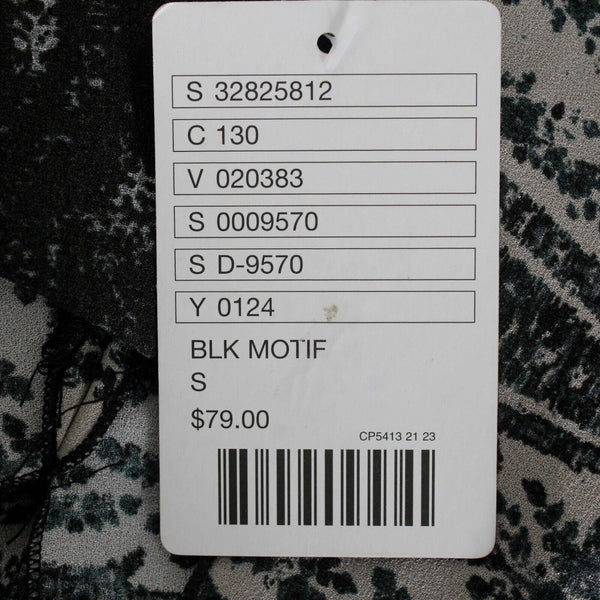 S 32825812
C 130
V 020383
S 0009570
S D-9570
Y 0124
BLK MOTIF
S
$79.00
CP5413 21 23